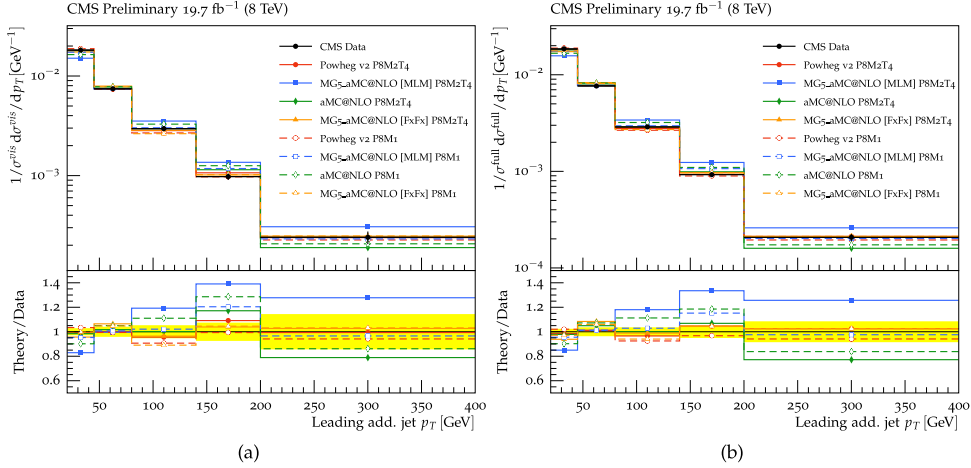 CMS Preliminary 19.7 fb⁻¹ (8 TeV)
1/σᵛⁱˢ dσᵛⁱˢ/dp_T [GeV⁻¹]
10⁻²
10⁻³
CMS Data
Powheg v2 P8M2T4
MG5_aMC@NLO [MLM] P8M2T4
aMC@NLO P8M2T4
MG5_aMC@NLO [FxFx] P8M2T4
Powheg v2 P8M1
MG5_aMC@NLO [MLM] P8M1
aMC@NLO P8M1
MG5_aMC@NLO [FxFx] P8M1
Theory/Data
1.4
1.2
1
0.8
0.6
50 100 150 200 250 300 350 400
Leading add. jet p_T [GeV]
(a)
CMS Preliminary 19.7 fb⁻¹ (8 TeV)
1/σᶠᵘˡˡ dσᶠᵘˡˡ/dp_T [GeV⁻¹]
10⁻²
10⁻³
10⁻⁴
CMS Data
Powheg v2 P8M2T4
MG5_aMC@NLO [MLM] P8M2T4
aMC@NLO P8M2T4
MG5_aMC@NLO [FxFx] P8M2T4
Powheg v2 P8M1
MG5_aMC@NLO [MLM] P8M1
aMC@NLO P8M1
MG5_aMC@NLO [FxFx] P8M1
Theory/Data
1.4
1.2
1
0.8
0.6
50 100 150 200 250 300 350 400
Leading add. jet p_T [GeV]
(b)